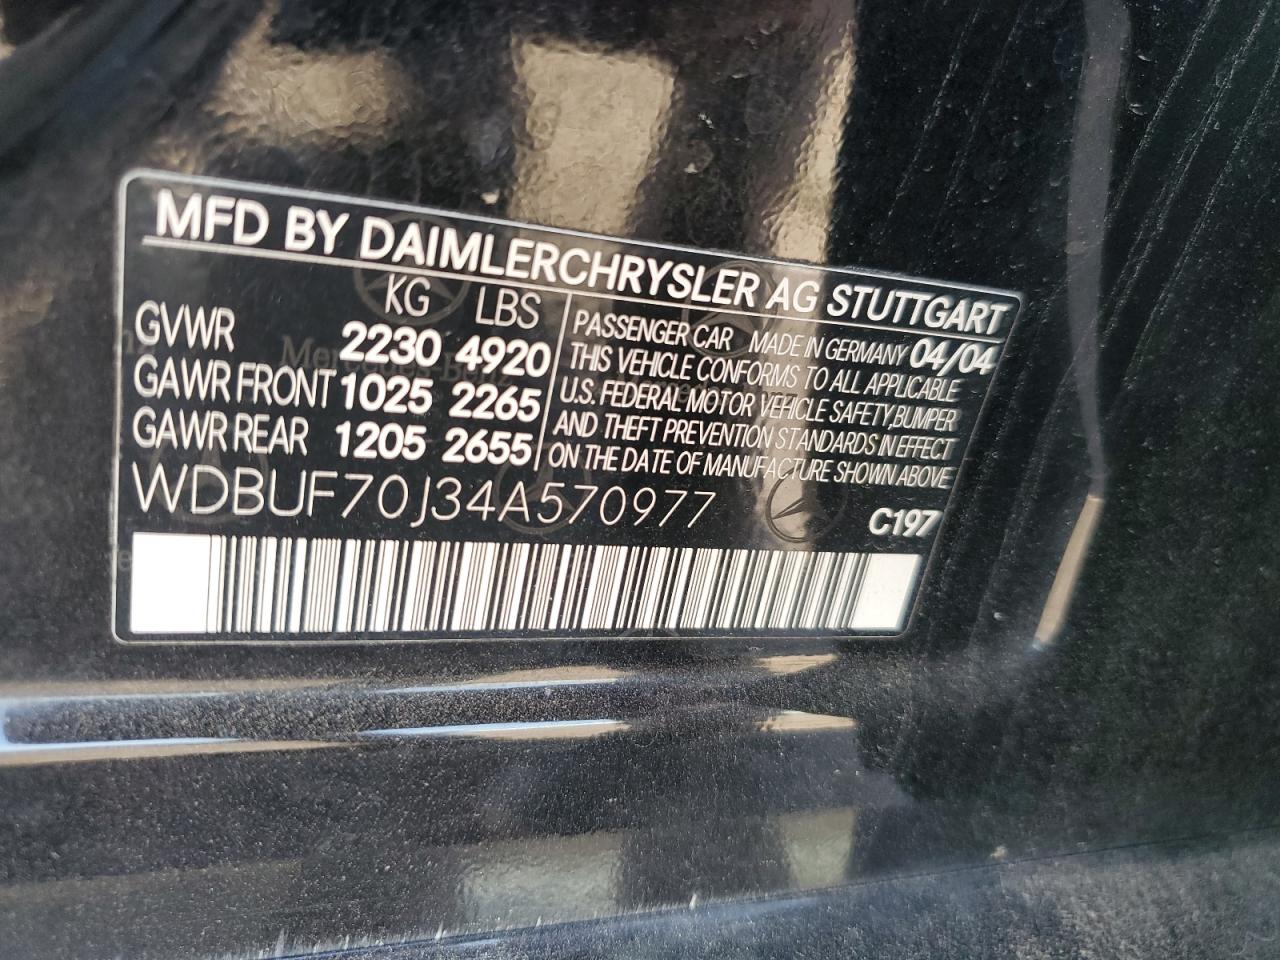 MFD BY DAIMLERCHRYSLER AG STUTTGART
KG LBS
GVWR 2230 4920
GAWR FRONT 1025 2265
GAWR REAR 1205 2655
PASSENGER CAR MADE IN GERMANY 04/04
THIS VEHICLE CONFORMS TO ALL APPLICABLE
U.S. FEDERAL MOTOR VEHICLE SAFETY, BUMPER
AND THEFT PREVENTION STANDARDS IN EFFECT
ON THE DATE OF MANUFACTURE SHOWN ABOVE
WDBUF70J34A570977
C197